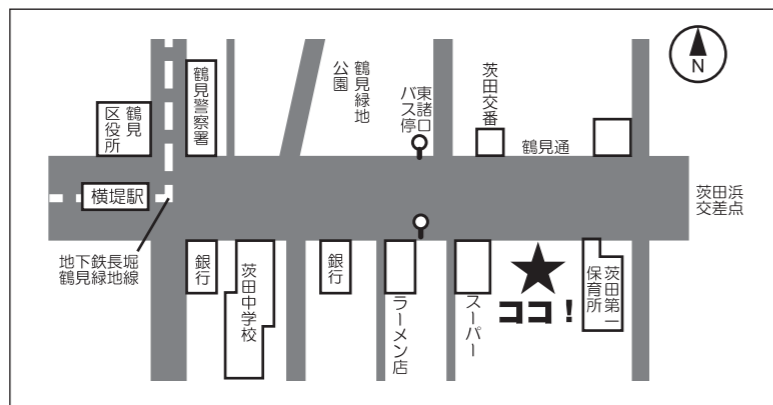 N
鶴見
区役所
鶴見警察署
鶴見緑地
公園
東諸口
バス停
茨田交番
鶴見通
横堤駅
茨田浜
交差点
地下鉄長堀
鶴見緑地線
銀行
茨田中学校
銀行
ラーメン店
スーパー
ココ！
茨田第一
保育所